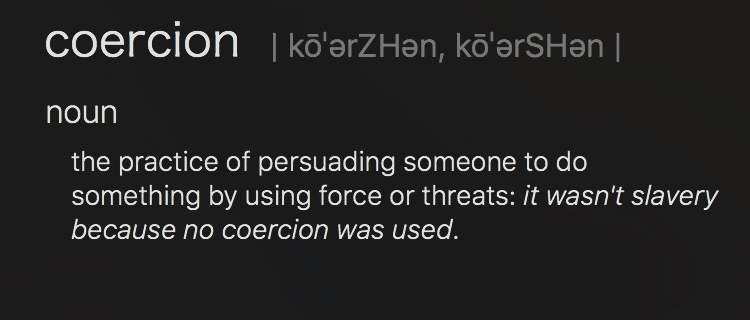 coercion | kōˈərZHən, kōˈərSHən |
noun
the practice of persuading someone to do
something by using force or threats: it wasn't slavery
because no coercion was used.